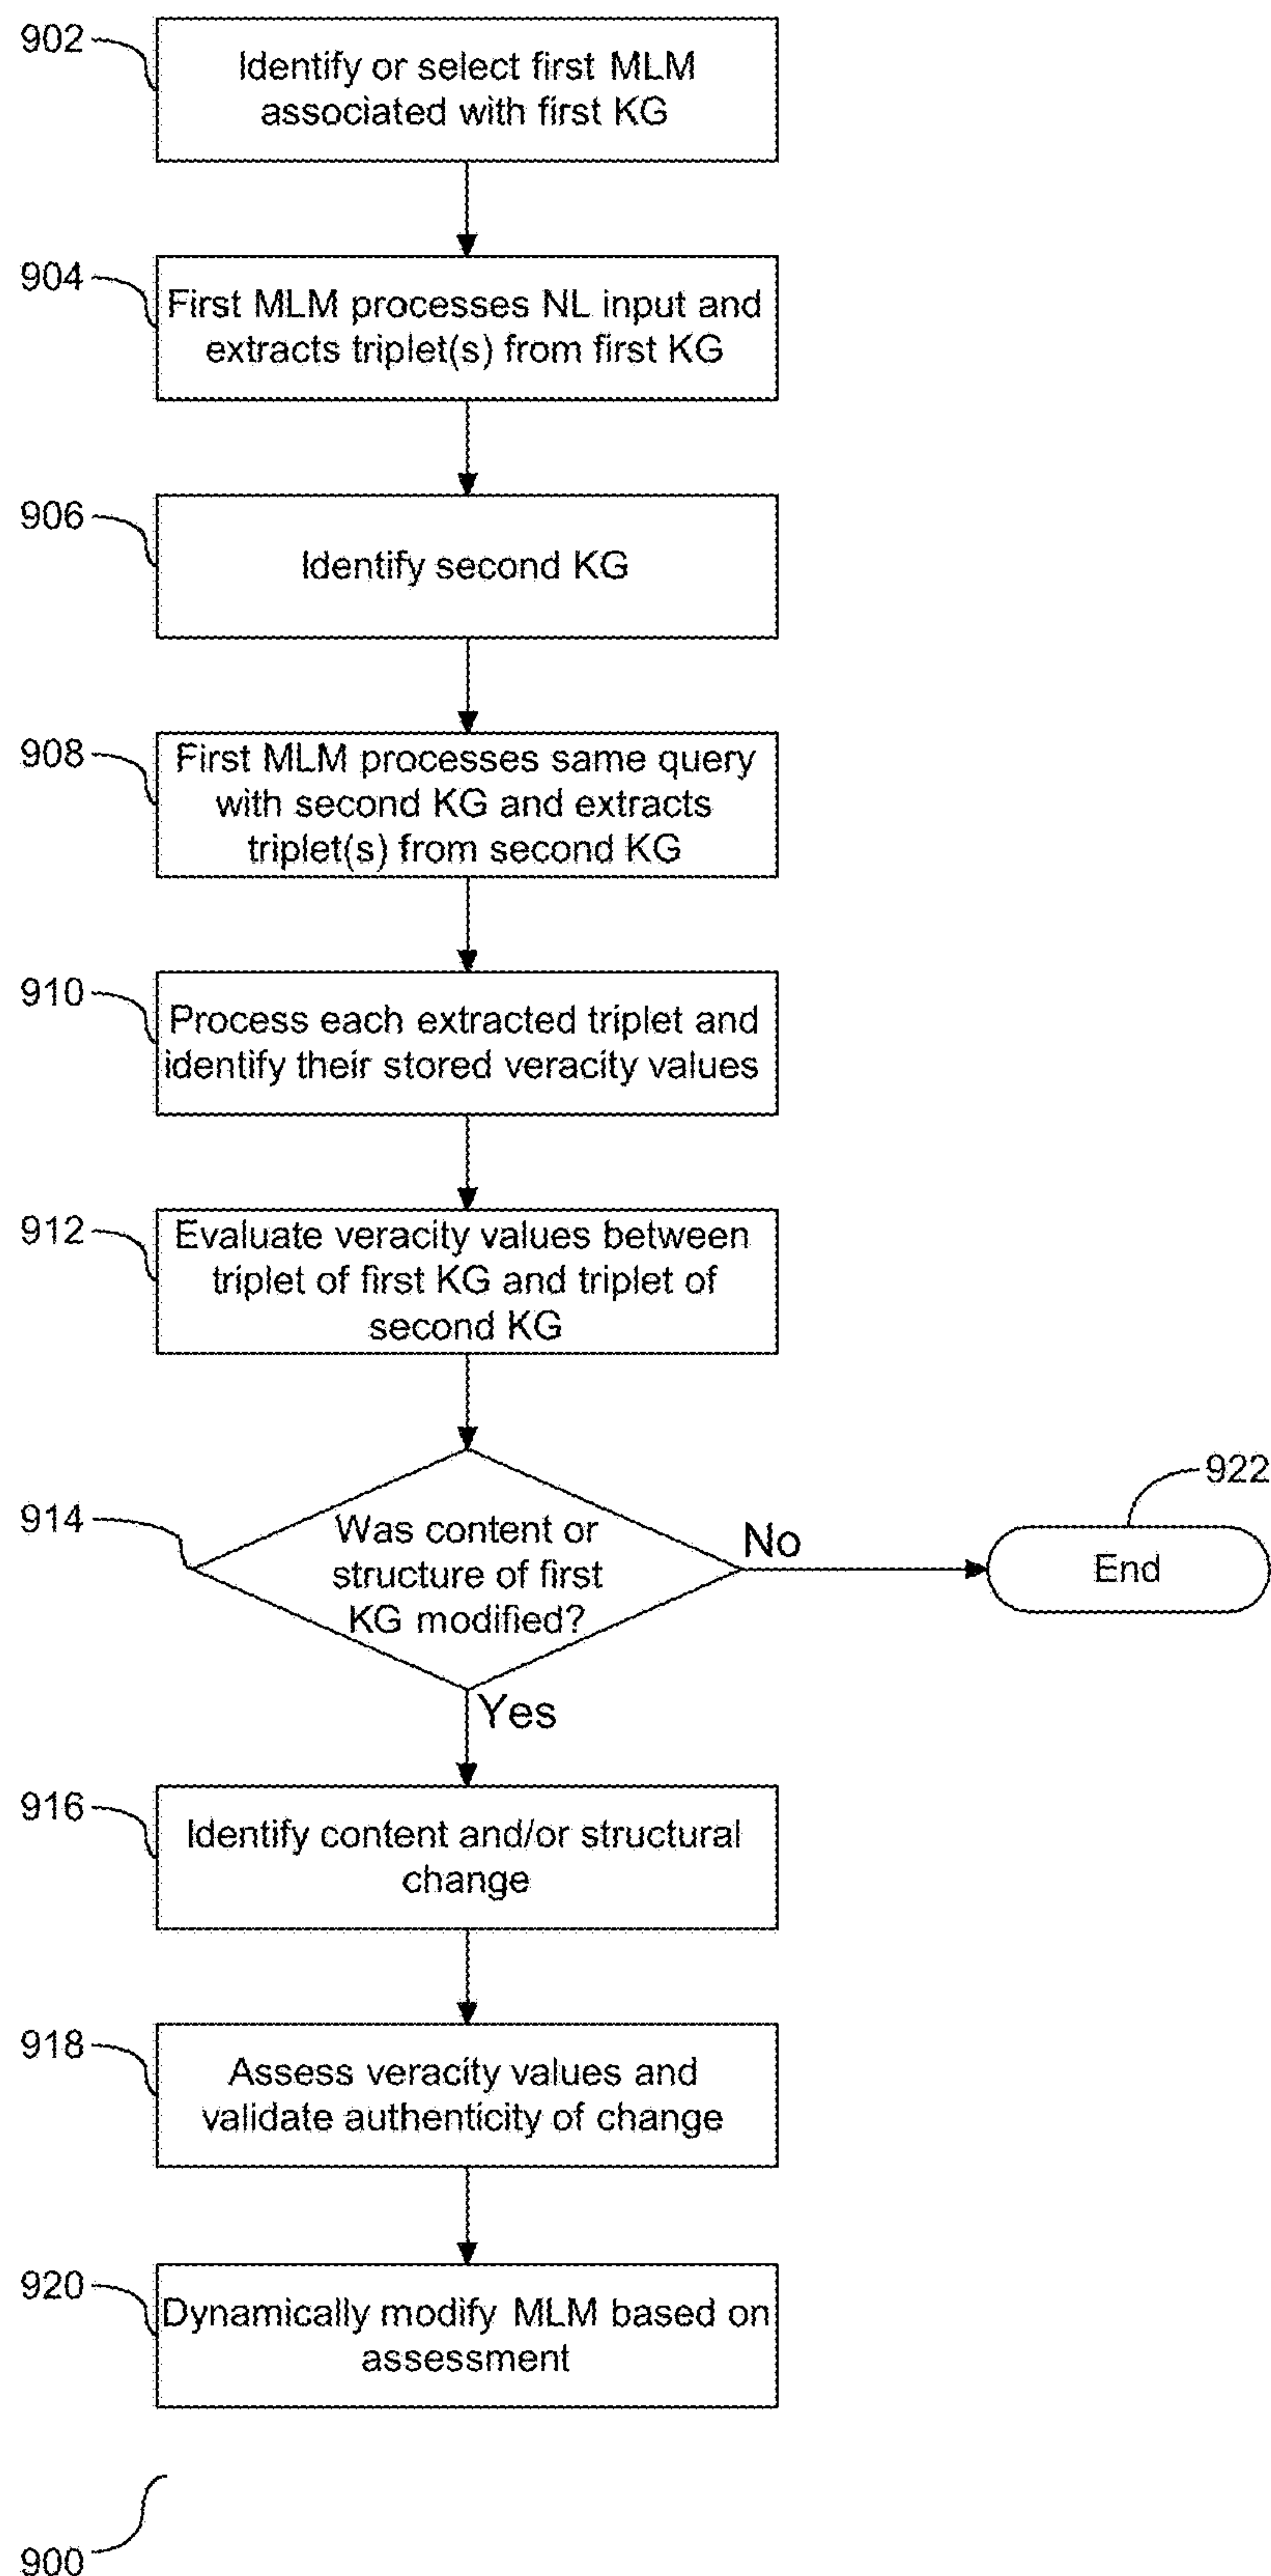 902
Identify or select first MLM
associated with first KG
904
First MLM processes NL input and
extracts triplet(s) from first KG
906
Identify second KG
908
First MLM processes same query
with second KG and extracts
triplet(s) from second KG
910
Process each extracted triplet and
identify their stored veracity values
912
Evaluate veracity values between
triplet of first KG and triplet of
second KG
914
Was content or
structure of first
KG modified?
No
922
End
Yes
916
Identify content and/or structural
change
918
Assess veracity values and
validate authenticity of change
920
Dynamically modify MLM based on
assessment
900